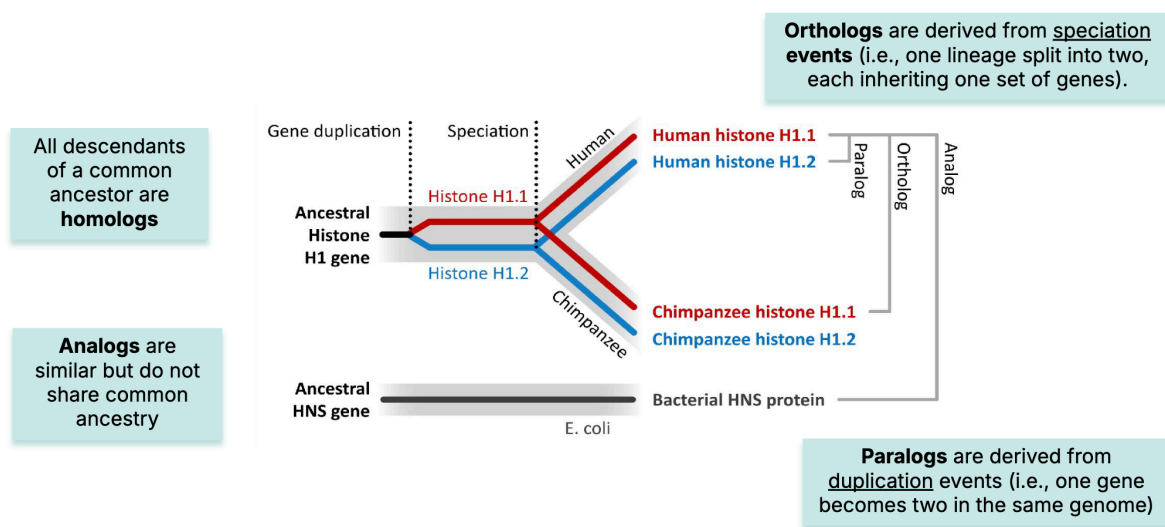 Orthologs are derived from speciation
events (i.e., one lineage split into two,
each inheriting one set of genes).
All descendants
of a common
ancestor are
homologs
Gene duplication
Speciation
Human
Human histone H1.1
Human histone H1.2
Paralog
Ortholog
Analog
Histone H1.1
Ancestral
Histone
H1 gene
Histone H1.2
Chimpanzee
Chimpanzee histone H1.1
Chimpanzee histone H1.2
Analogs are
similar but do not
share common
ancestry
Ancestral
HNS gene
Bacterial HNS protein
E. coli
Paralogs are derived from
duplication events (i.e., one gene
becomes two in the same genome)